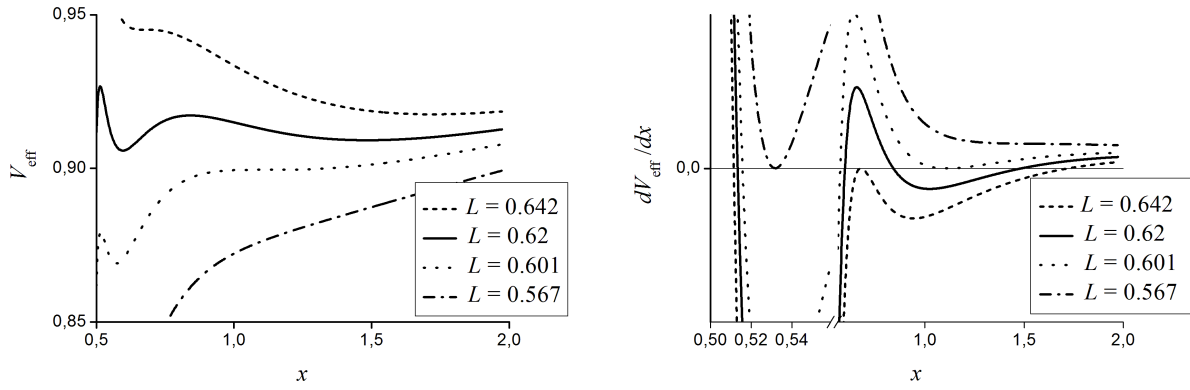 0,95
0,90
0,85
V_eff
0,5
1,0
1,5
2,0
x
L = 0.642
L = 0.62
L = 0.601
L = 0.567
dV_eff /dx
0,0
0,50
0,52
0,54
1,0
1,5
2,0
x
L = 0.642
L = 0.62
L = 0.601
L = 0.567